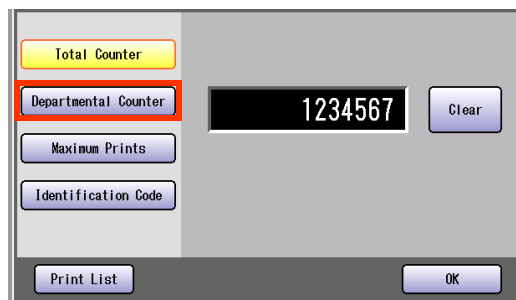 Total Counter
Departmental Counter
1234567
Clear
Maximum Prints
Identification Code
Print List
OK